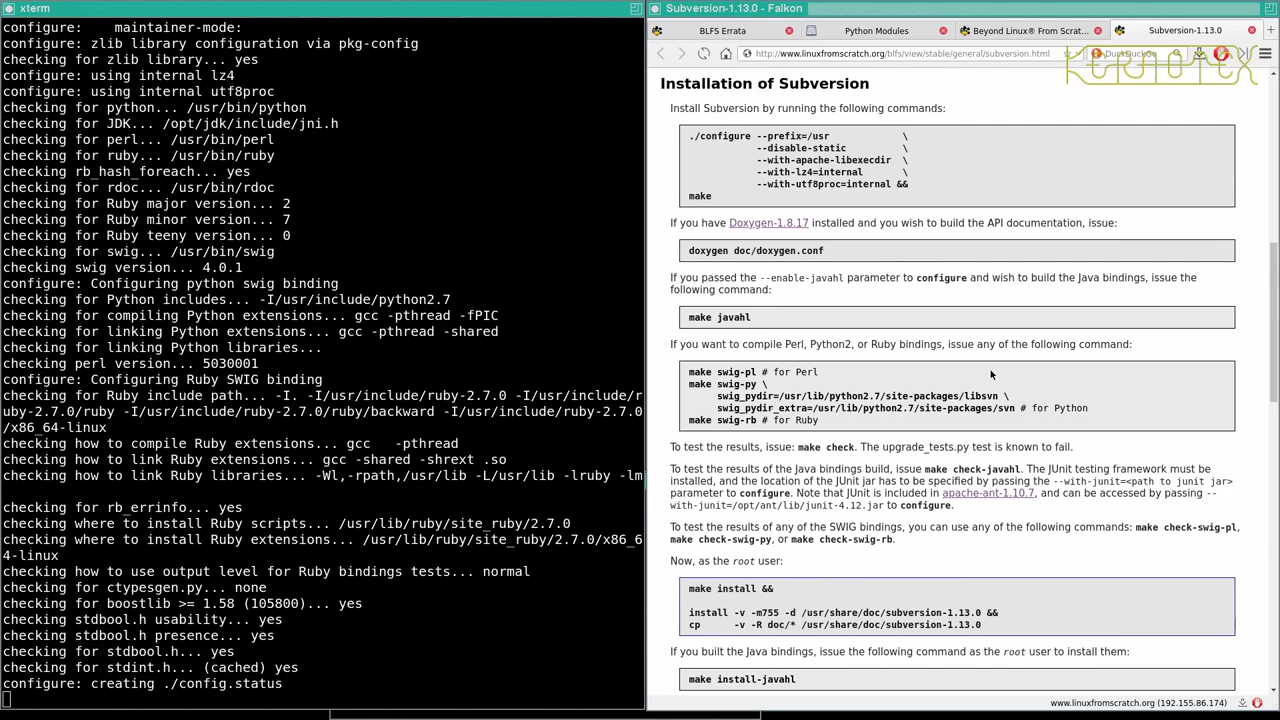 xterm
configure:    maintainer-mode:
configure: zlib library configuration via pkg-config
checking for zlib library... yes
configure: using internal lz4
configure: using internal utf8proc
checking for python... /usr/bin/python
checking for JDK... /opt/jdk/include/jni.h
checking for perl... /usr/bin/perl
checking for ruby... /usr/bin/ruby
checking rb_hash_foreach... yes
checking for rdoc... /usr/bin/rdoc
checking for Ruby major version... 2
checking for Ruby minor version... 7
checking for Ruby teeny version... 0
checking for swig... /usr/bin/swig
checking swig version... 4.0.1
configure: Configuring python swig binding
checking for Python includes... -I/usr/include/python2.7
checking for compiling Python extensions... gcc -pthread -fPIC
checking for linking Python extensions... gcc -pthread -shared
checking for linking Python libraries...
checking perl version... 5030001
configure: Configuring Ruby SWIG binding
checking for Ruby include path... -I. -I/usr/include/ruby-2.7.0 -I/usr/include/r
uby-2.7.0/ruby -I/usr/include/ruby-2.7.0/ruby/backward -I/usr/include/ruby-2.7.0
/x86_64-linux
checking how to compile Ruby extensions... gcc   -pthread
checking how to link Ruby extensions... gcc -shared -shrext .so
checking how to link Ruby libraries... -Wl,-rpath,/usr/lib -L/usr/lib -lruby -lm
checking for rb_errinfo... yes
checking where to install Ruby scripts... /usr/lib/ruby/site_ruby/2.7.0
checking where to install Ruby extensions... /usr/lib/ruby/site_ruby/2.7.0/x86_6
4-linux
checking how to use output level for Ruby bindings tests... normal
checking for ctypesgen.py... none
checking for boostlib >= 1.58 (105800)... yes
checking stdbool.h usability... yes
checking stdbool.h presence... yes
checking for stdbool.h... yes
checking for stdint.h... (cached) yes
configure: creating ./config.status
Subversion-1.13.0 - Falkon
BLFS Errata
Python Modules
Beyond Linux® From Scrat...
Subversion-1.13.0
http://www.linuxfromscratch.org/blfs/view/stable/general/subversion.html
DuckDuckGo
KERNOTEX
Installation of Subversion
Install Subversion by running the following commands:
./configure --prefix=/usr             \
--disable-static          \
--with-apache-libexecdir  \
--with-lz4=internal       \
--with-utf8proc=internal &&
make
If you have Doxygen-1.8.17 installed and you wish to build the API documentation, issue:
doxygen doc/doxygen.conf
If you passed the --enable-javahl parameter to configure and wish to build the Java bindings, issue the
following command:
make javahl
If you want to compile Perl, Python2, or Ruby bindings, issue any of the following command:
make swig-pl # for Perl
make swig-py \
swig_pydir=/usr/lib/python2.7/site-packages/libsvn \
swig_pydir_extra=/usr/lib/python2.7/site-packages/svn # for Python
make swig-rb # for Ruby
To test the results, issue: make check. The upgrade_tests.py test is known to fail.
To test the results of the Java bindings build, issue make check-javahl. The JUnit testing framework must be
installed, and the location of the JUnit jar has to be specified by passing the --with-junit=<path to junit jar>
parameter to configure. Note that JUnit is included in apache-ant-1.10.7, and can be accessed by passing --
with-junit=/opt/ant/lib/junit-4.12.jar to configure.
To test the results of any of the SWIG bindings, you can use any of the following commands: make check-swig-pl,
make check-swig-py, or make check-swig-rb.
Now, as the root user:
make install &&
install -v -m755 -d /usr/share/doc/subversion-1.13.0 &&
cp      -v -R doc/* /usr/share/doc/subversion-1.13.0
If you built the Java bindings, issue the following command as the root user to install them:
make install-javahl
www.linuxfromscratch.org (192.155.86.174)